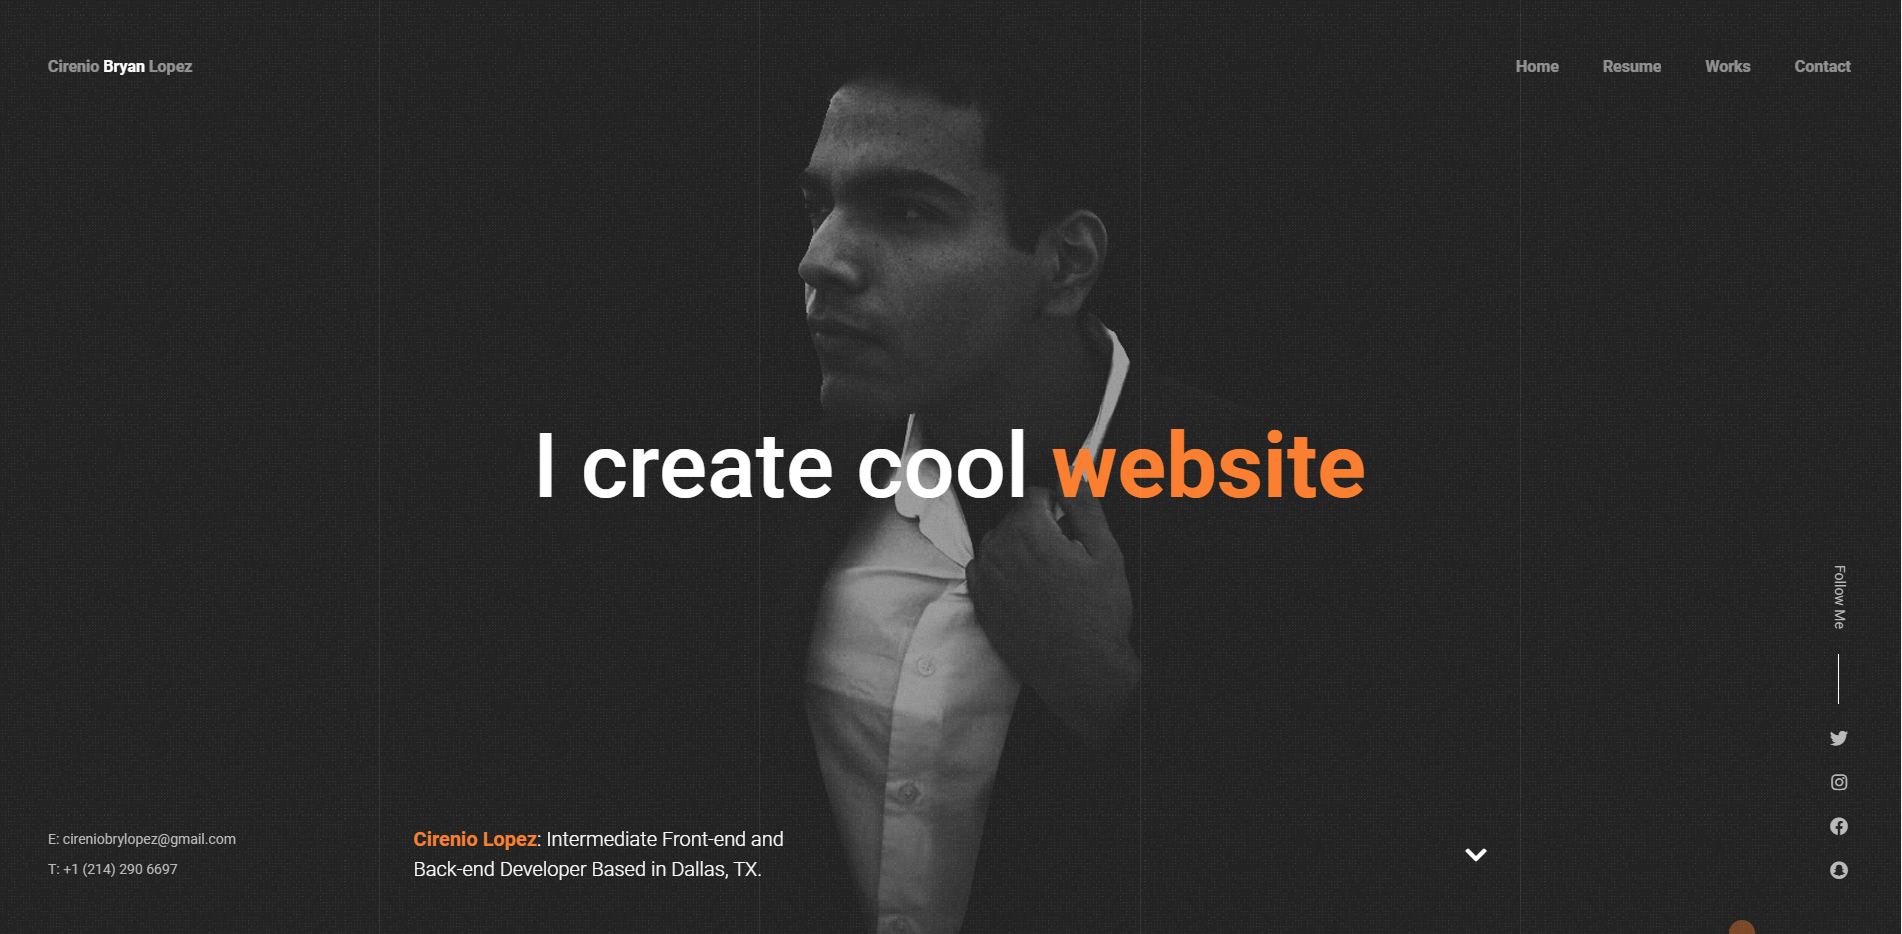 Cirenio Bryan Lopez
Home Resume Works Contact
I create cool website
Follow Me
E: cireniobrylopez@gmail.com
T: +1 (214) 290 6697
Cirenio Lopez: Intermediate Front-end and
Back-end Developer Based in Dallas, TX.